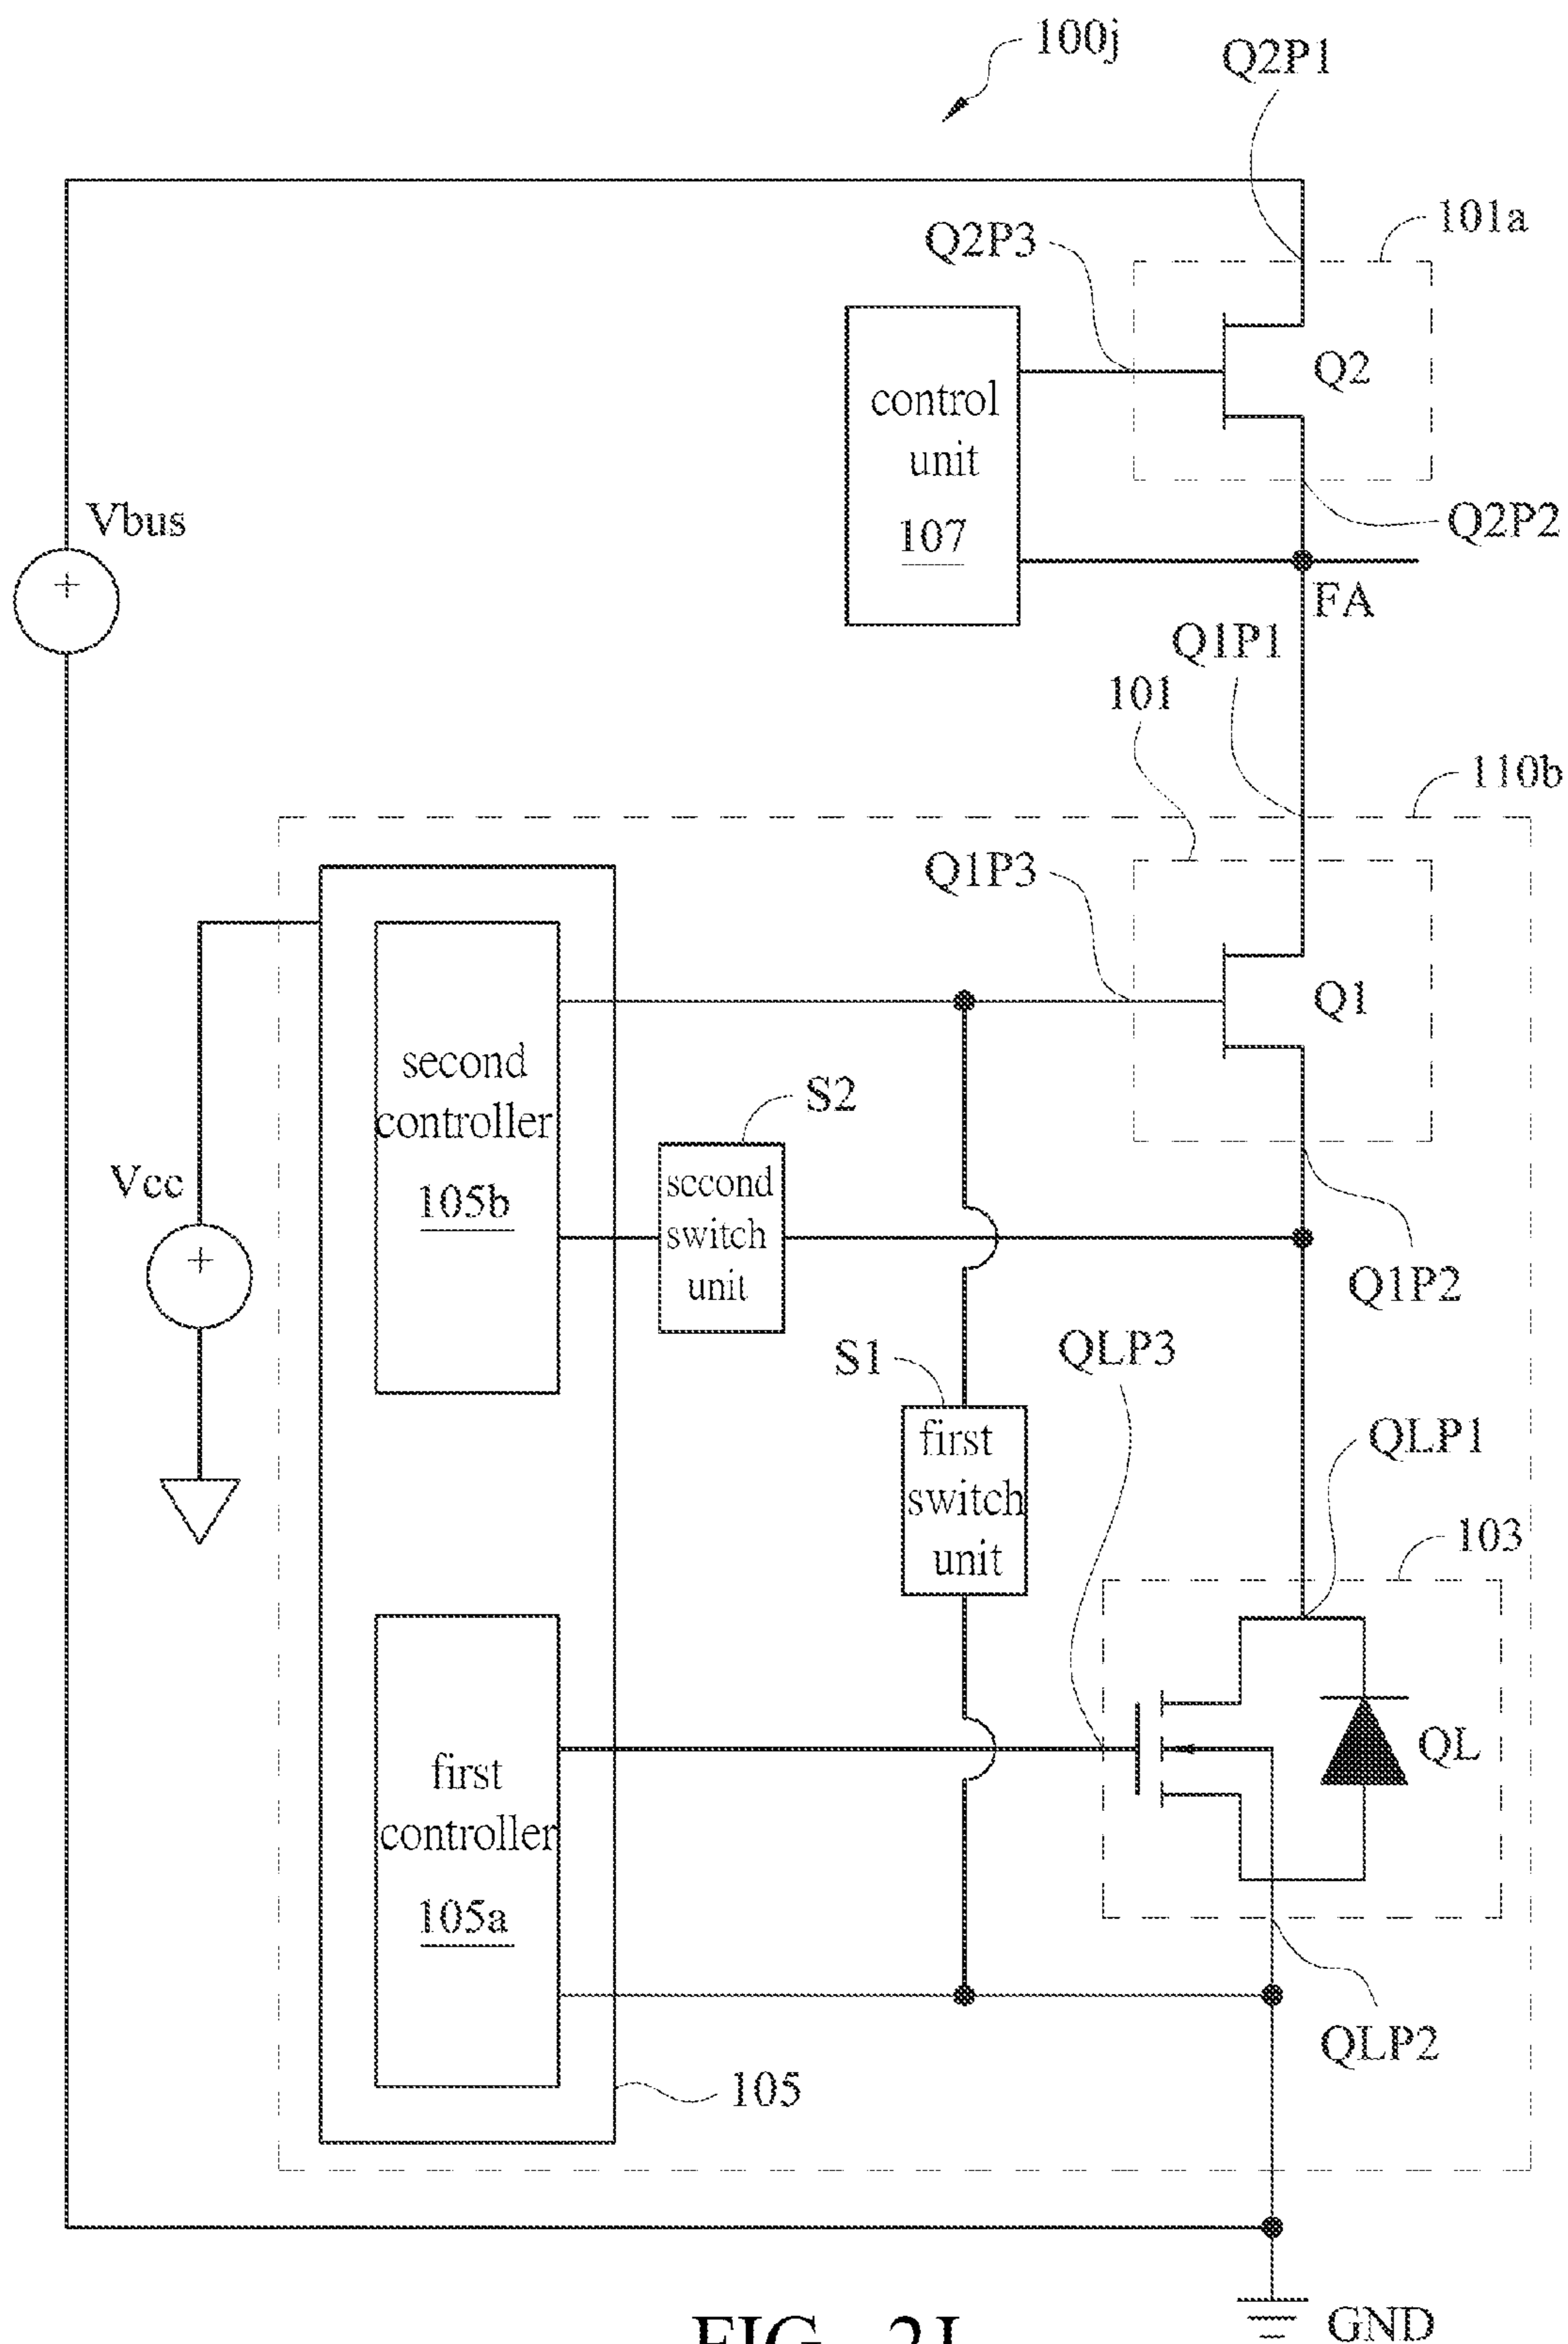 100j
Q2P1
101a
Q2P3
Q2
control
unit
107
Q2P2
Vbus
+
FA
Q1P1
101
110b
Q1P3
Q1
second
controller
105b
S2
second
switch
unit
Vcc
+
Q1P2
S1
QLP3
first
switch
unit
QLP1
103
QL
first
controller
105a
QLP2
105
GND